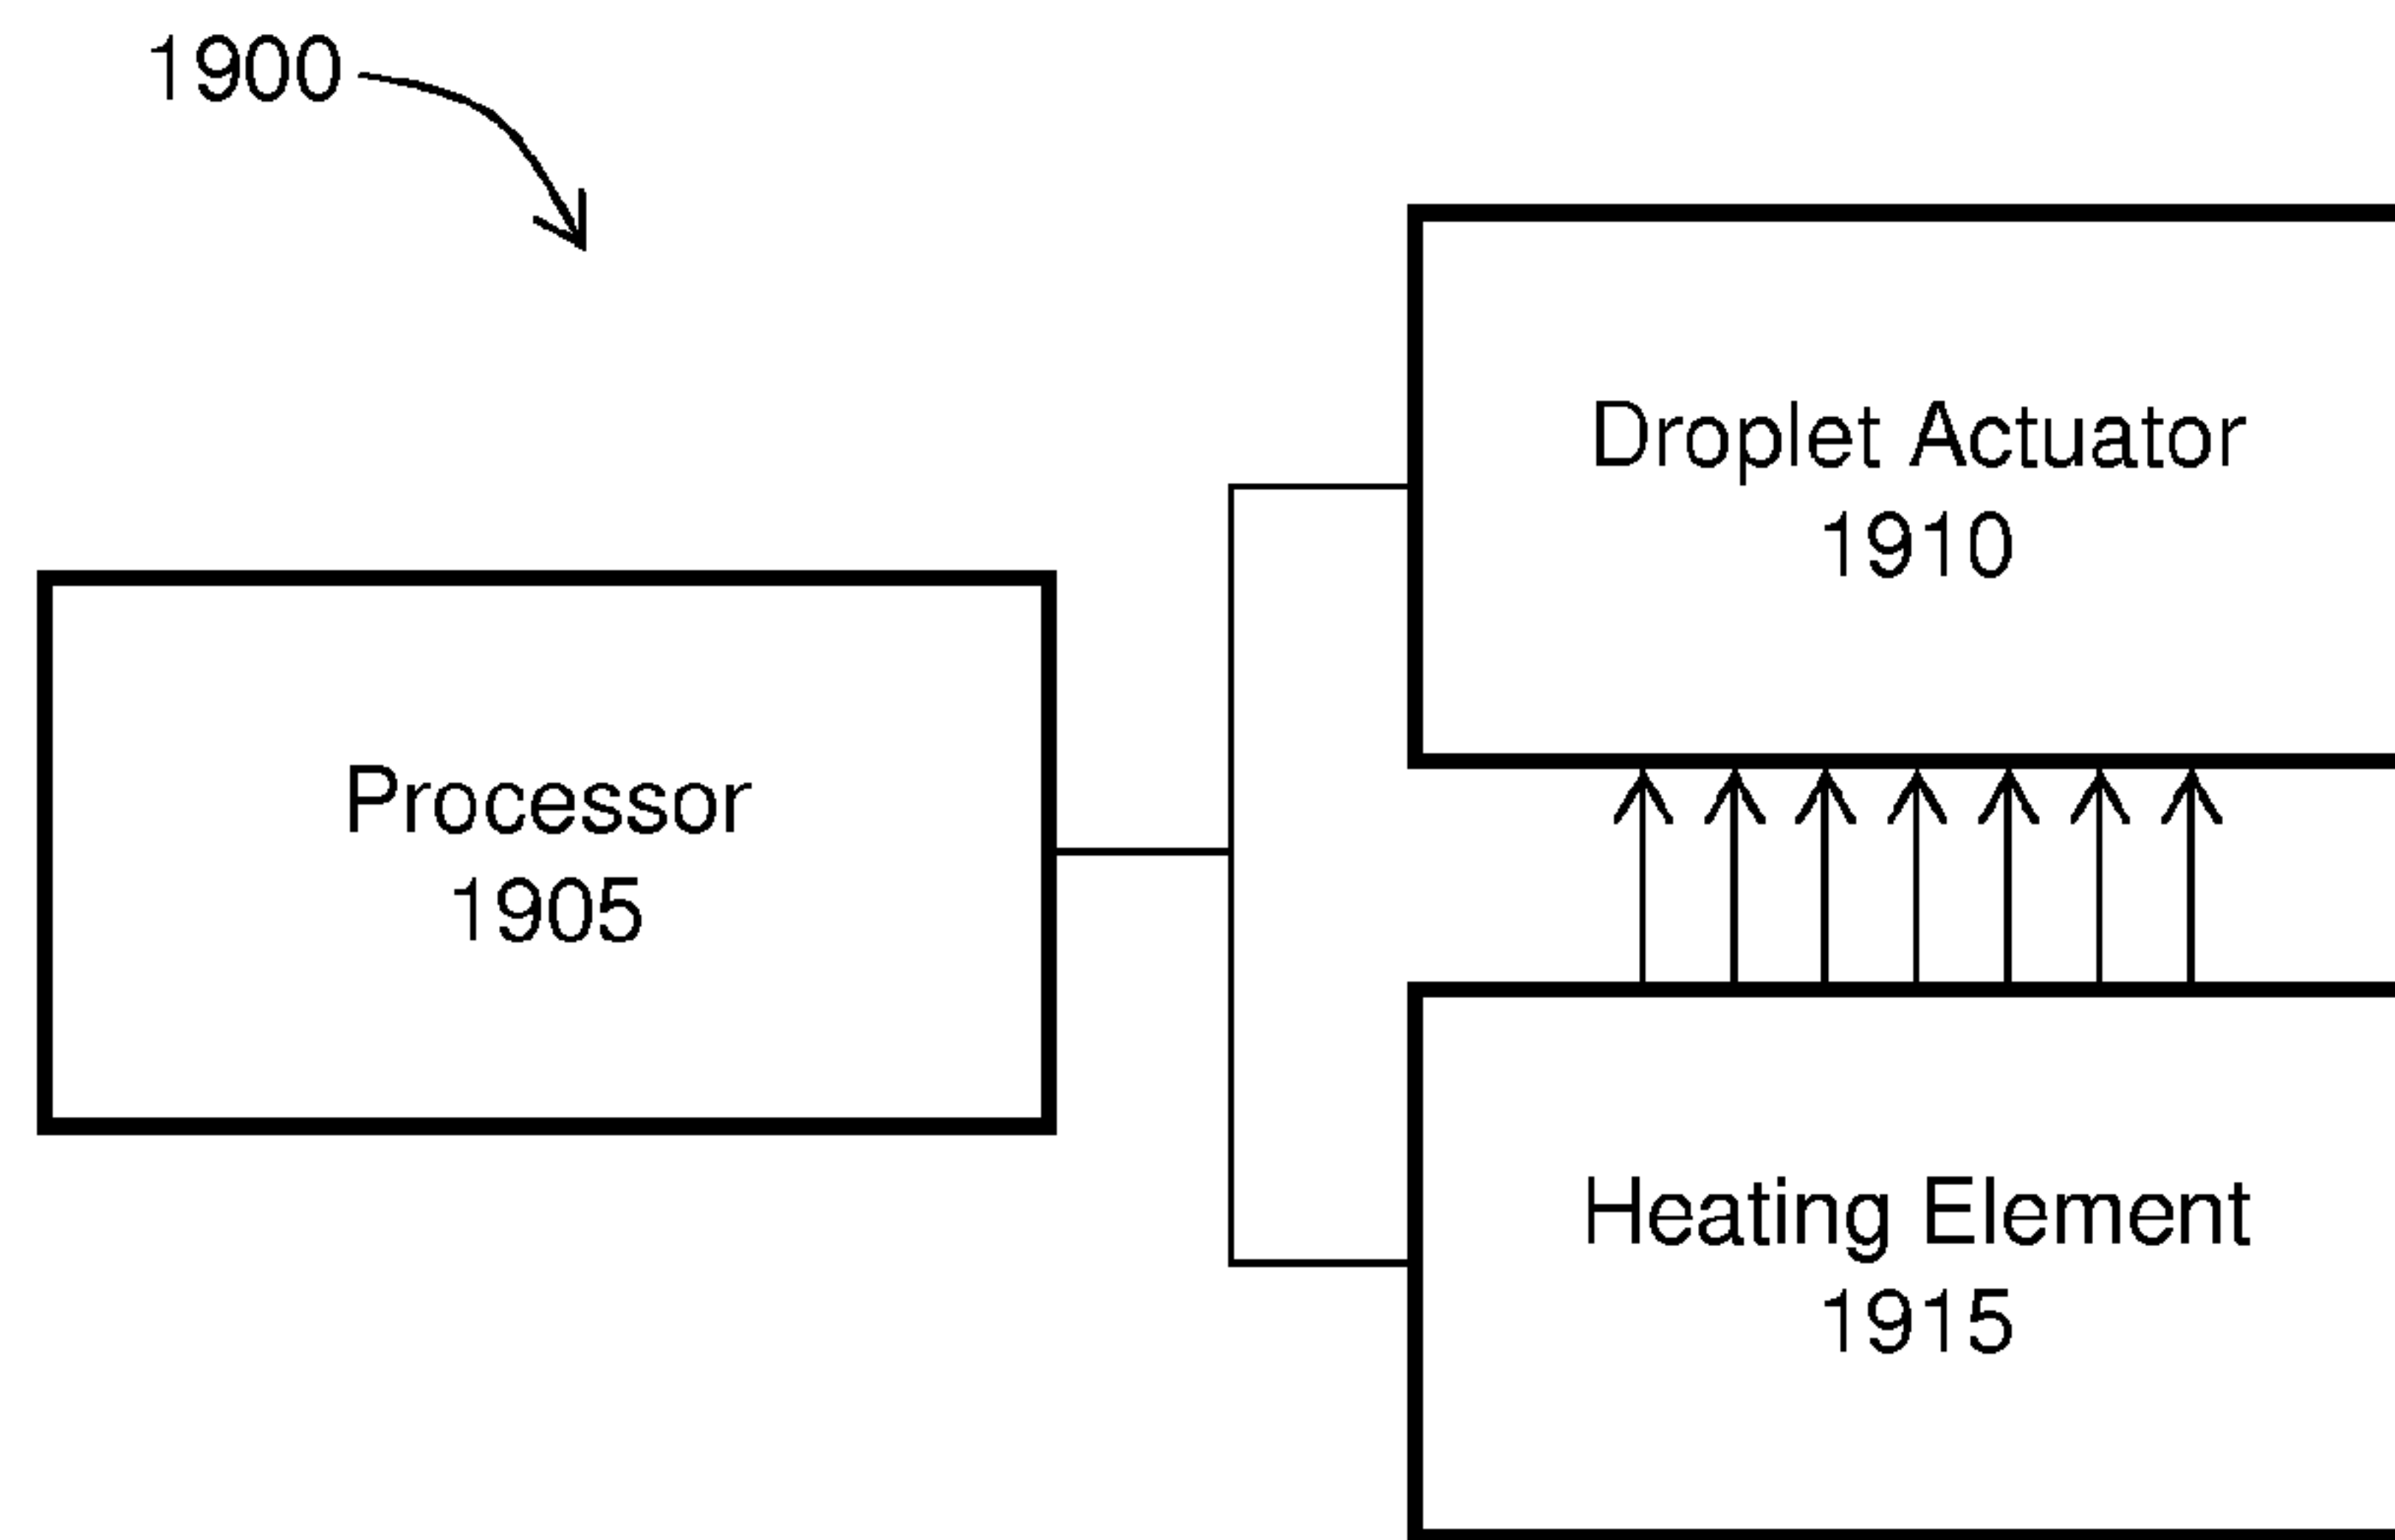 1900
Droplet Actuator
1910
Processor
1905
Heating Element
1915